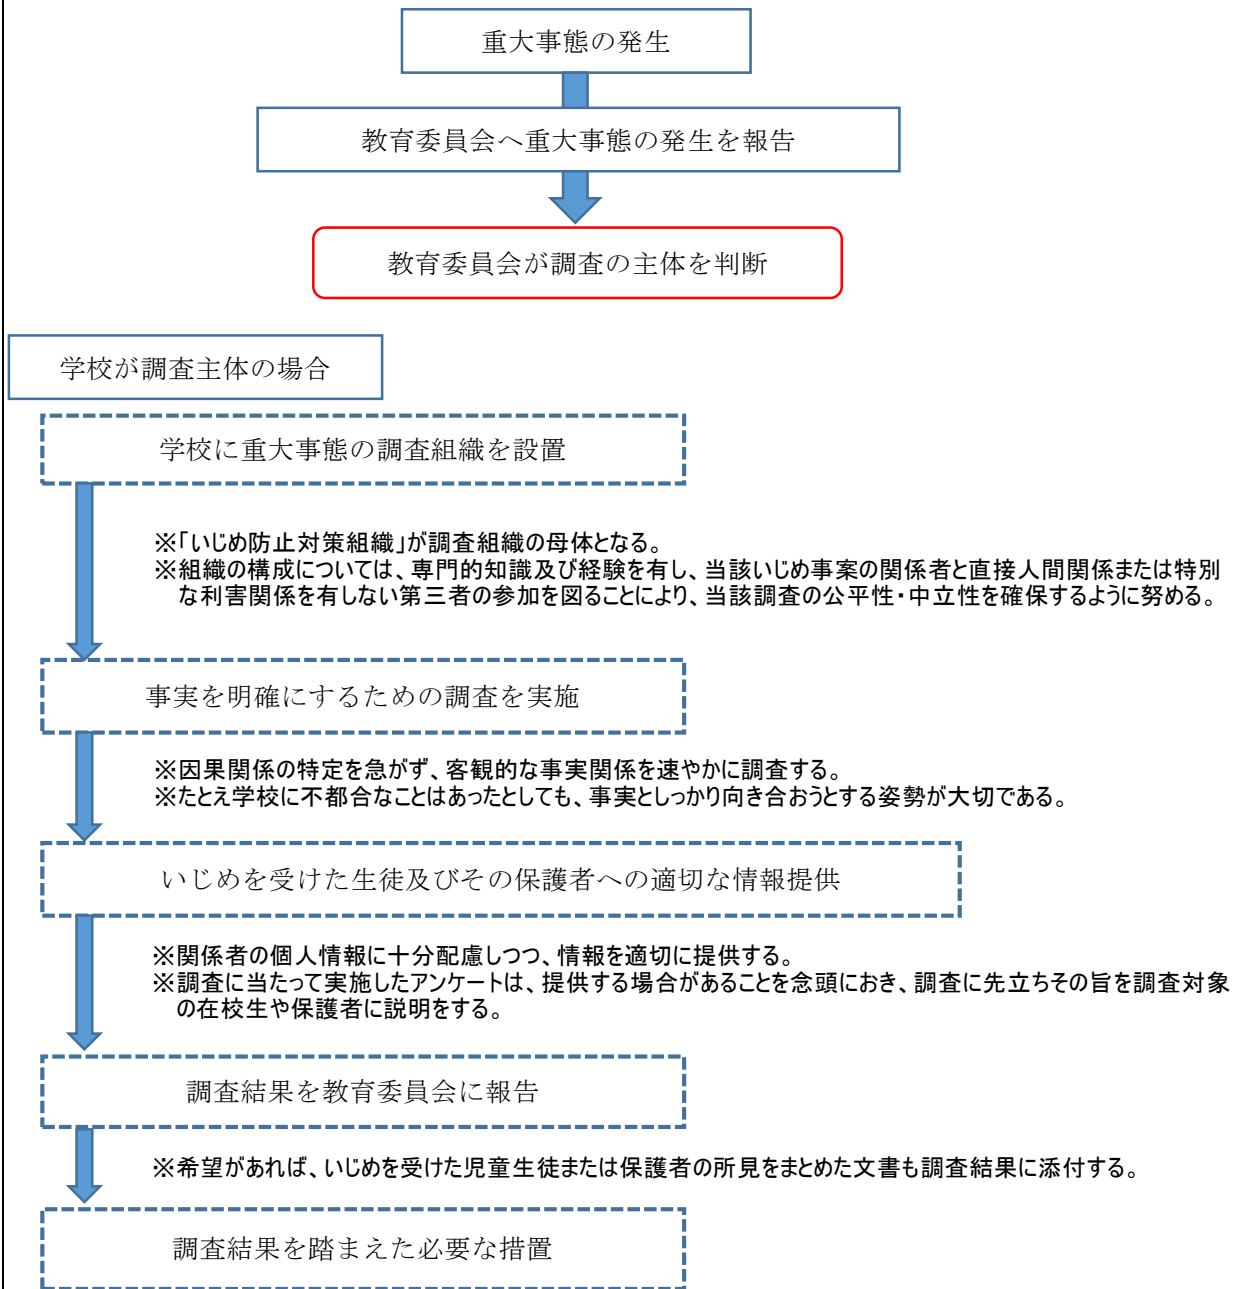 重大事態の発生
教育委員会へ重大事態の発生を報告
教育委員会が調査の主体を判断
学校が調査主体の場合
学校に重大事態の調査組織を設置
※「いじめ防止対策組織」が調査組織の母体となる。
※組織の構成については、専門的知識及び経験を有し、当該いじめ事案の関係者と直接人間関係または特別
な利害関係を有しない第三者の参加を図ることにより、当該調査の公平性・中立性を確保するように努める。
事実を明確にするための調査を実施
※因果関係の特定を急がず、客観的な事実関係を速やかに調査する。
※たとえ学校に不都合なことはあったとしても、事実としっかり向き合おうとする姿勢が大切である。
いじめを受けた生徒及びその保護者への適切な情報提供
※関係者の個人情報に十分配慮しつつ、情報を適切に提供する。
※調査に当たって実施したアンケートは、提供する場合があることを念頭におき、調査に先立ちその旨を調査対象
の在校生や保護者に説明をする。
調査結果を教育委員会に報告
※希望があれば、いじめを受けた児童生徒または保護者の所見をまとめた文書も調査結果に添付する。
調査結果を踏まえた必要な措置